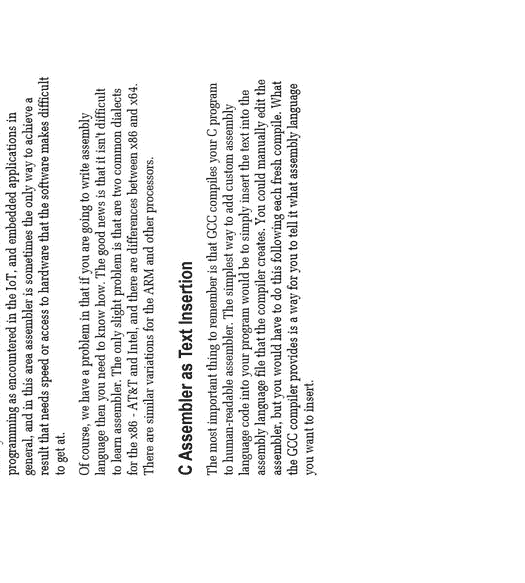 programming as encountered in the IoT, and embedded applications in
general, and in this area assembler is sometimes the only way to achieve a
result that needs speed or access to hardware that the software makes difficult
to get at.
Of course, we have a problem in that if you are going to write assembly
language then you need to know how. The good news is that it isn't difficult
to learn assembler. The only slight problem is that are two common dialects
for the x86 - AT&T and Intel, and there are differences between x86 and x64.
There are similar variations for the ARM and other processors.
C Assembler as Text Insertion
The most important thing to remember is that GCC compiles your C program
to human-readable assembler. The simplest way to add custom assembly
language code into your program would be to simply insert the text into the
assembly language file that the compiler creates. You could manually edit the
assembler, but you would have to do this following each fresh compile. What
the GCC compiler provides is a way for you to tell it what assembly language
you want to insert.